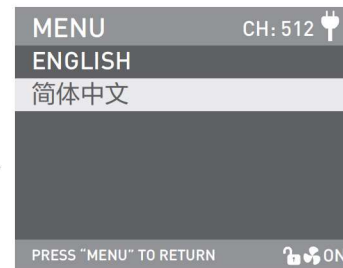 MENU CH: 512
ENGLISH
简体中文
PRESS "MENU" TO RETURN ON